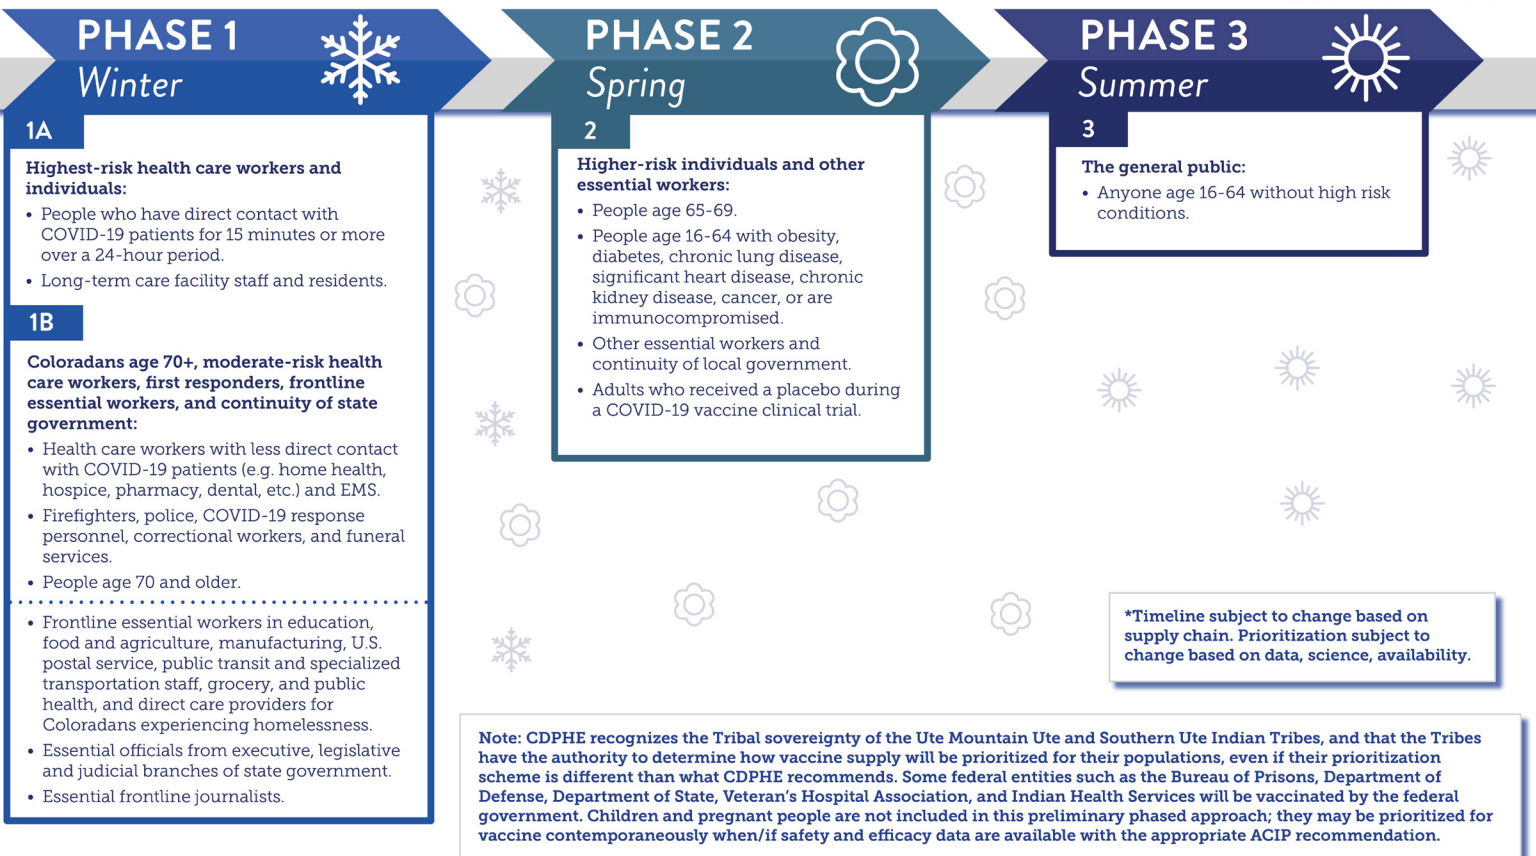 PHASE 1
Winter
1A
Highest-risk health care workers and
individuals:
• People who have direct contact with
COVID-19 patients for 15 minutes or more
over a 24-hour period.
• Long-term care facility staff and residents.
1B
Coloradans age 70+, moderate-risk health
care workers, first responders, frontline
essential workers, and continuity of state
government:
• Health care workers with less direct contact
with COVID-19 patients (e.g. home health,
hospice, pharmacy, dental, etc.) and EMS.
• Firefighters, police, COVID-19 response
personnel, correctional workers, and funeral
services.
• People age 70 and older.
• Frontline essential workers in education,
food and agriculture, manufacturing, U.S.
postal service, public transit and specialized
transportation staff, grocery, and public
health, and direct care providers for
Coloradans experiencing homelessness.
• Essential officials from executive, legislative
and judicial branches of state government.
• Essential frontline journalists.
PHASE 2
Spring
2
Higher-risk individuals and other
essential workers:
• People age 65-69.
• People age 16-64 with obesity,
diabetes, chronic lung disease,
significant heart disease, chronic
kidney disease, cancer, or are
immunocompromised.
• Other essential workers and
continuity of local government.
• Adults who received a placebo during
a COVID-19 vaccine clinical trial.
PHASE 3
Summer
3
The general public:
• Anyone age 16-64 without high risk
conditions.
*Timeline subject to change based on
supply chain. Prioritization subject to
change based on data, science, availability.
Note: CDPHE recognizes the Tribal sovereignty of the Ute Mountain Ute and Southern Ute Indian Tribes, and that the Tribes
have the authority to determine how vaccine supply will be prioritized for their populations, even if their prioritization
scheme is different than what CDPHE recommends. Some federal entities such as the Bureau of Prisons, Department of
Defense, Department of State, Veteran's Hospital Association, and Indian Health Services will be vaccinated by the federal
government. Children and pregnant people are not included in this preliminary phased approach; they may be prioritized for
vaccine contemporaneously when/if safety and efficacy data are available with the appropriate ACIP recommendation.